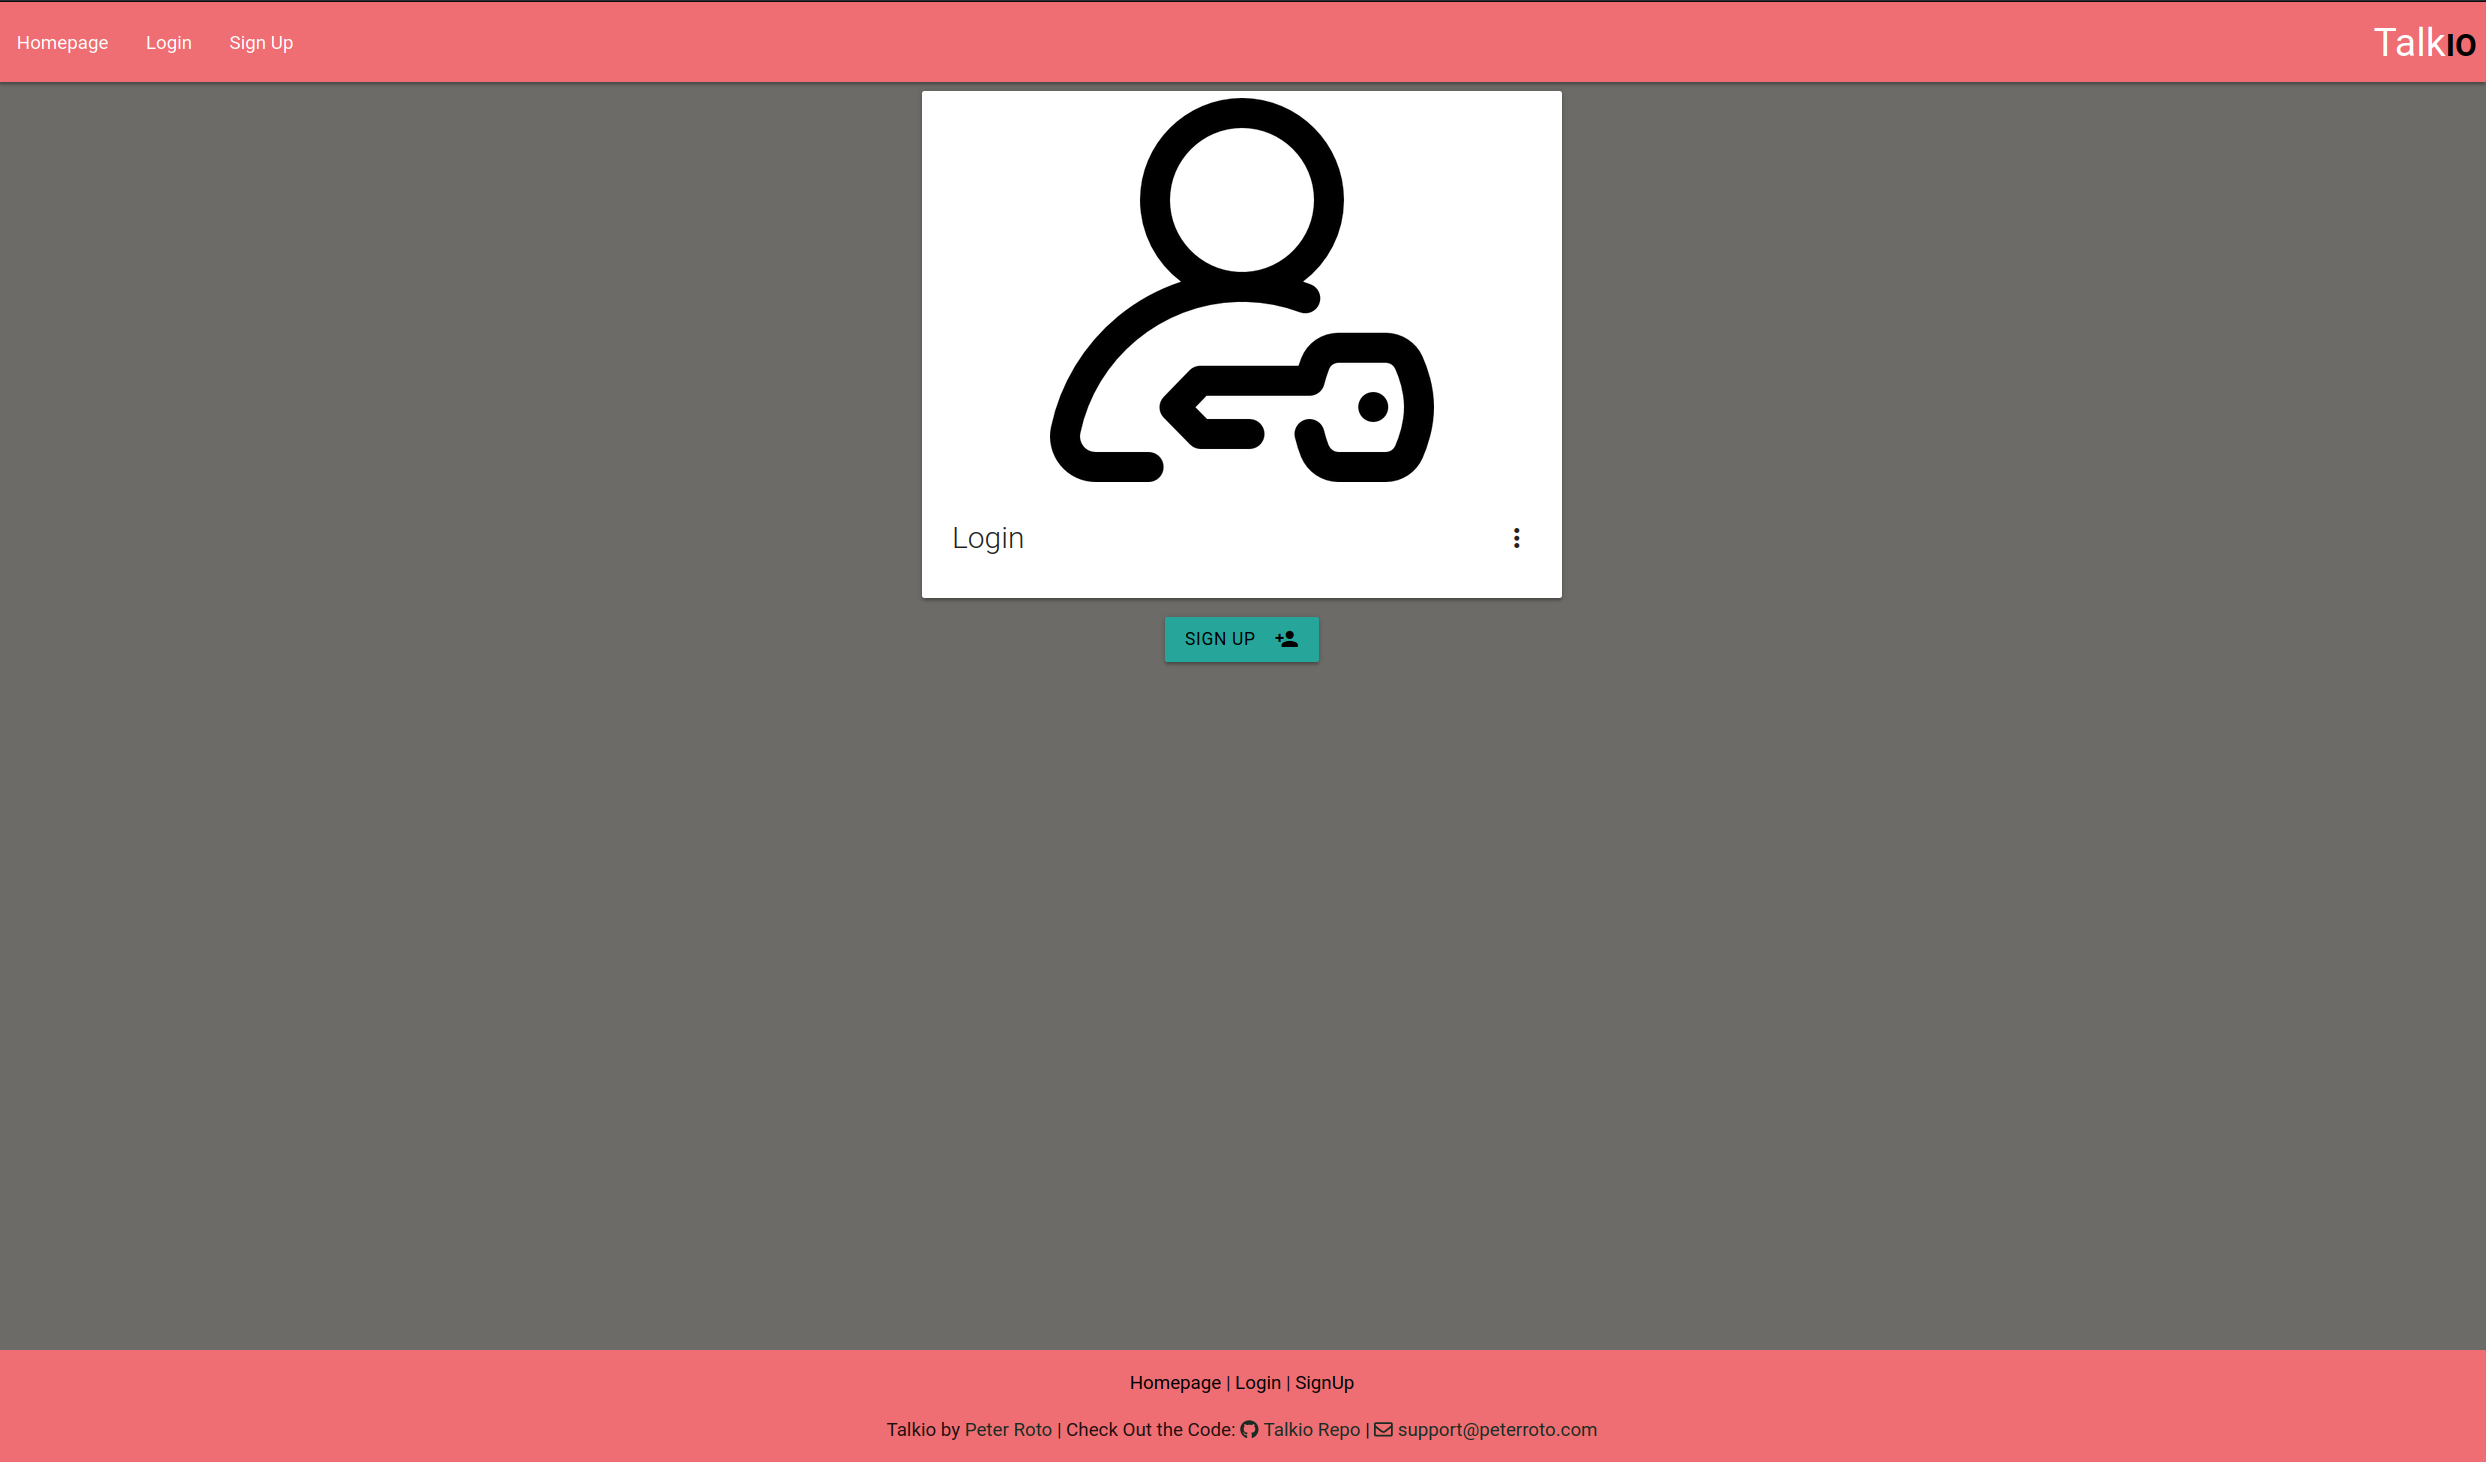 Homepage Login Sign Up Talkio
Login
SIGN UP
Homepage | Login | SignUp
Talkio by Peter Roto | Check Out the Code: Talkio Repo | support@peterroto.com